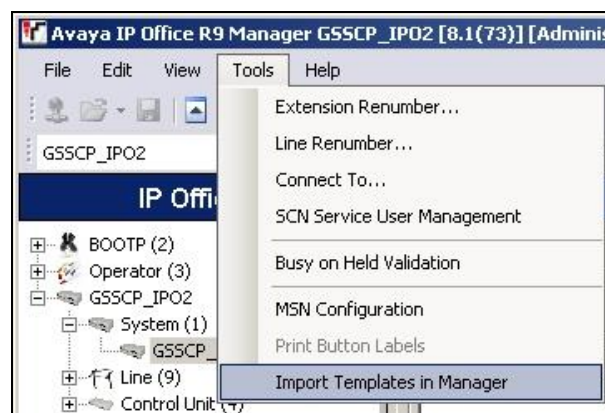 Avaya IP Office R9 Manager GSSCP_IPO2 [8.1(73)] [Adminis
File Edit View Tools Help
GSSCP_IPO2
IP Offi
BOOTP (2)
Operator (3)
GSSCP_IPO2
System (1)
GSSCP_
Line (9)
Control Unit (4)
Extension Renumber...
Line Renumber...
Connect To...
SCN Service User Management
Busy on Held Validation
MSN Configuration
Print Button Labels
Import Templates in Manager